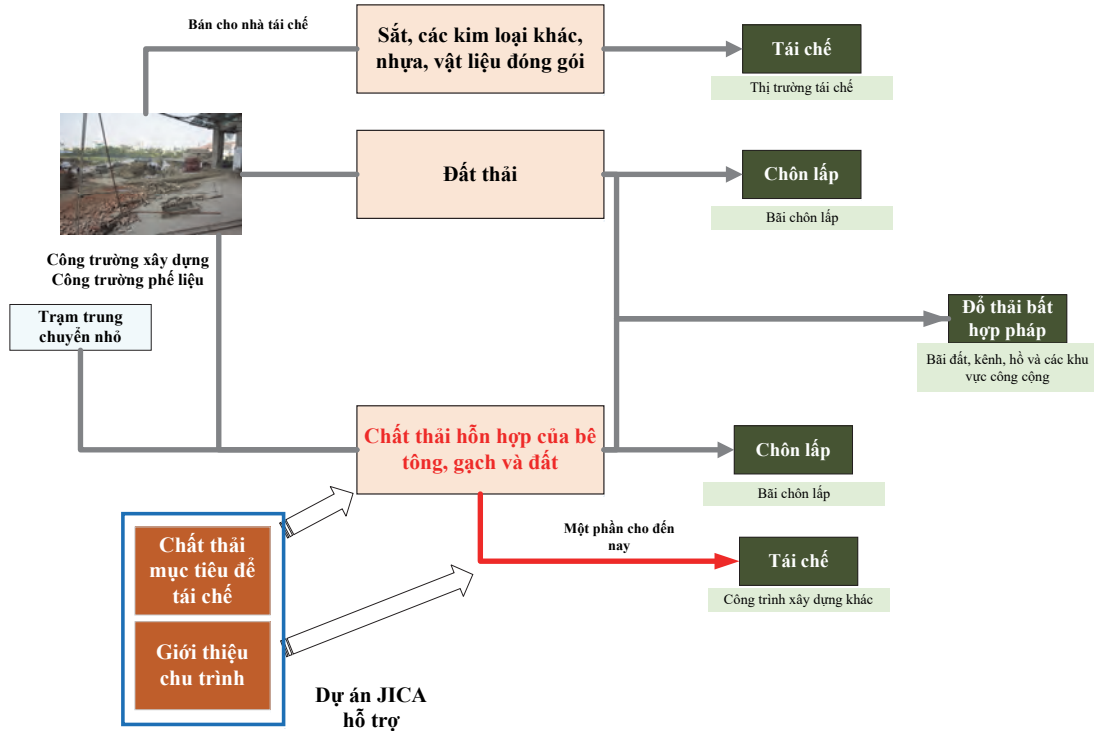 Bán cho nhà tái chế
Sắt, các kim loại khác,
nhựa, vật liệu đóng gói
Tái chế
Thị trường tái chế
Đất thải
Chôn lấp
Bãi chôn lấp
Công trường xây dựng
Công trường phế liệu
Trạm trung
chuyển nhỏ
Đổ thải bất
hợp pháp
Bãi đất, kênh, hồ và các khu
vực công cộng
Chất thải hỗn hợp của bê
tông, gạch và đất
Chôn lấp
Bãi chôn lấp
Một phần cho đến
nay
Tái chế
Công trình xây dựng khác
Chất thải
mục tiêu để
tái chế
Giới thiệu
chu trình
Dự án JICA
hỗ trợ